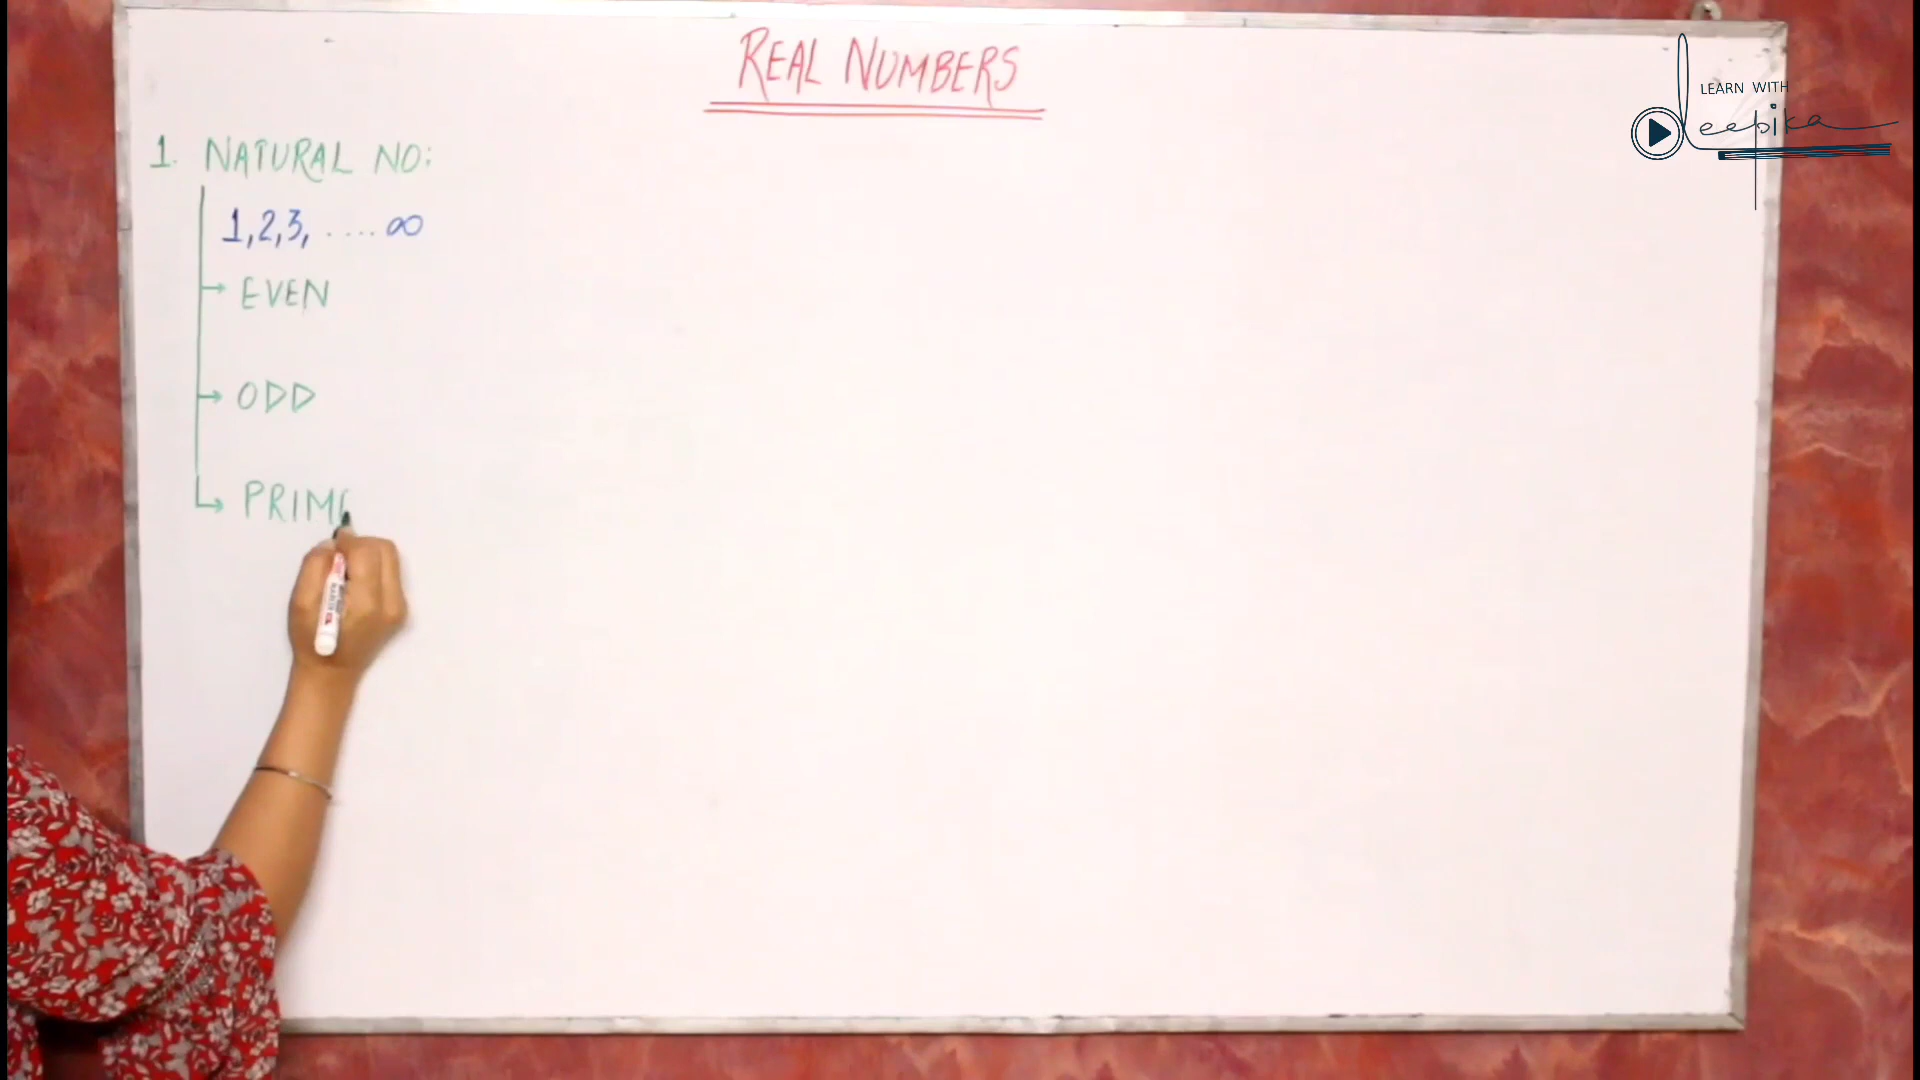 REAL NUMBERS
LEARN WITH
deepika
1. NATURAL NO:
1,2,3, ..... ∞
→ EVEN
→ ODD
→ PRIM